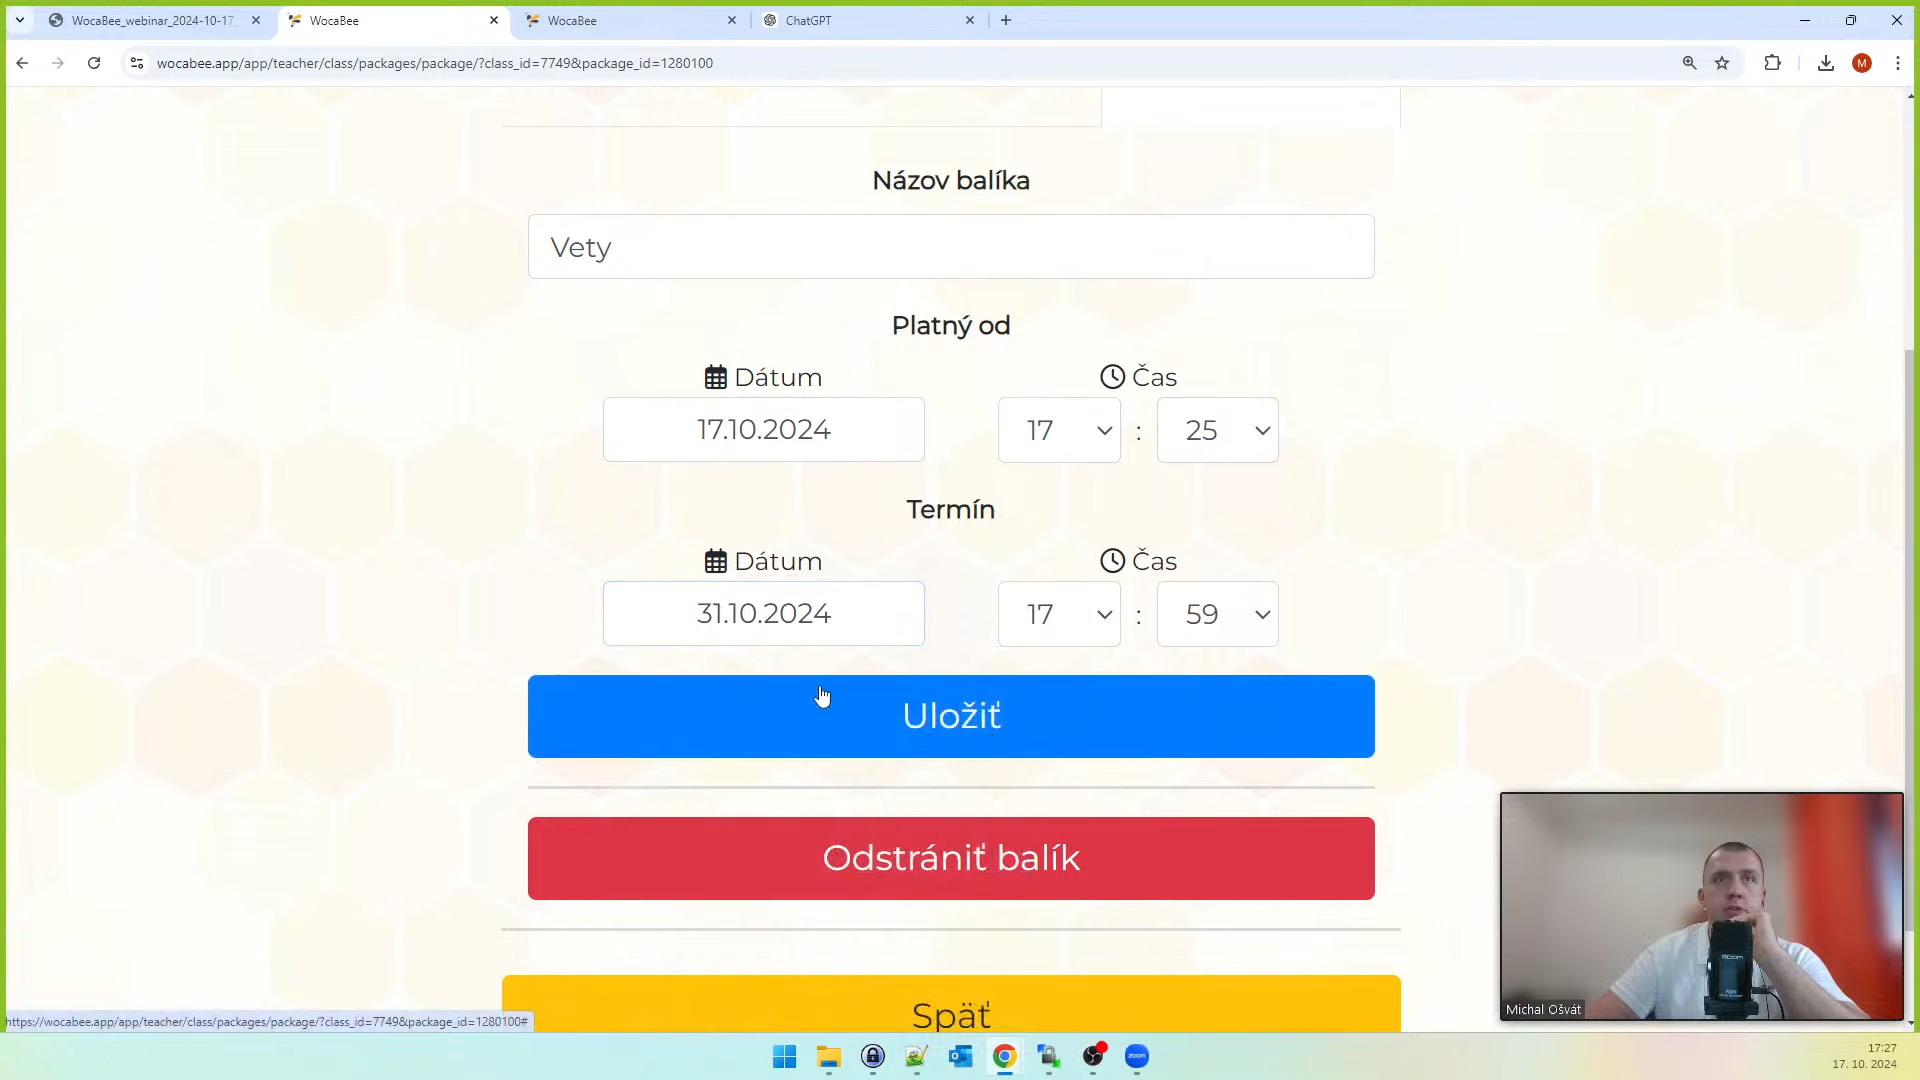 WocaBee_webinar_2024-10-17_
WocaBee
WocaBee
ChatGPT
wocabee.app/app/teacher/class/packages/package/?class_id=7749&package_id=1280100
M
Názov balíka
Vety
Platný od
Dátum
Čas
17.10.2024
17 : 25
Termín
Dátum
Čas
31.10.2024
17 : 59
Uložiť
Odstrániť balík
Späť
https://wocabee.app/app/teacher/class/packages/package/?class_id=7749&package_id=1280100#
Michal Ošvát
zoom
zoom
17:27
17. 10. 2024